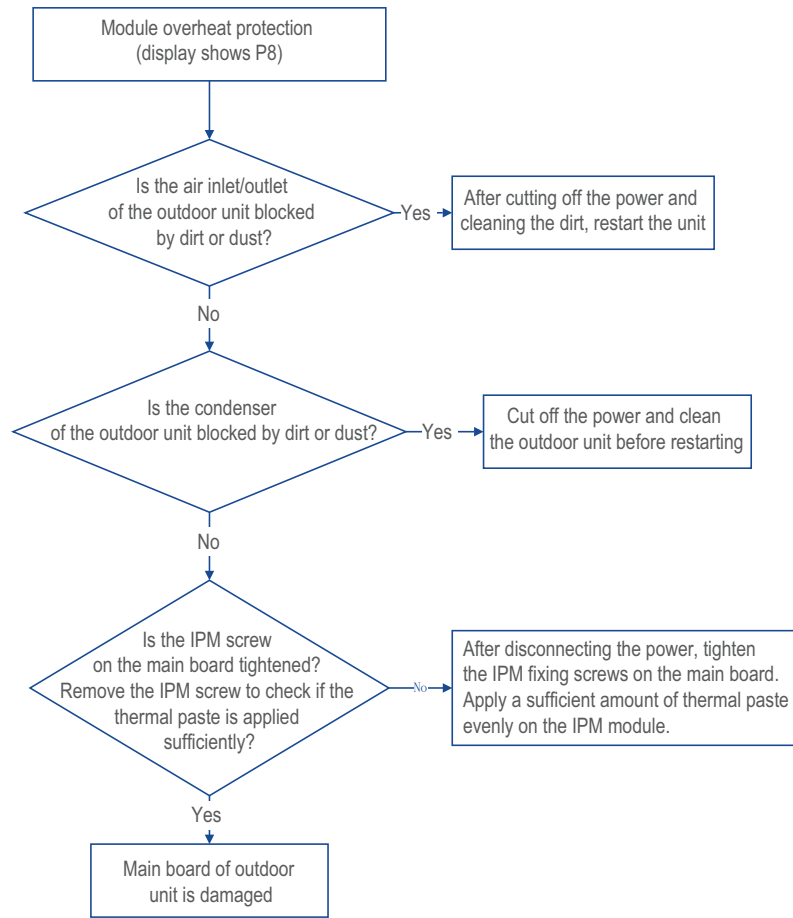 Module overheat protection
(display shows P8)
Is the air inlet/outlet
of the outdoor unit blocked
by dirt or dust?
Yes
After cutting off the power and
cleaning the dirt, restart the unit
No
Is the condenser
of the outdoor unit blocked by dirt or dust?
Yes
Cut off the power and clean
the outdoor unit before restarting
No
Is the IPM screw
on the main board tightened?
Remove the IPM screw to check if the
thermal paste is applied
sufficiently?
No
After disconnecting the power, tighten
the IPM fixing screws on the main board.
Apply a sufficient amount of thermal paste
evenly on the IPM module.
Yes
Main board of outdoor
unit is damaged